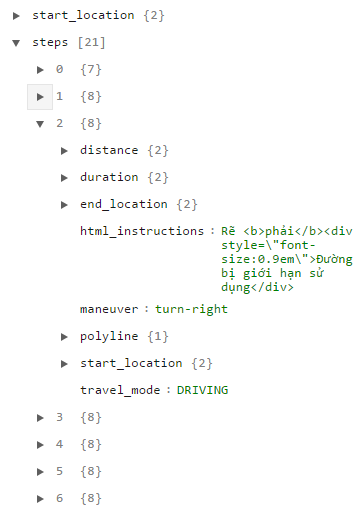 start_location {2}
steps [21]
0 {7}
1 {8}
2 {8}
distance {2}
duration {2}
end_location {2}
html_instructions : Rẽ <b>phải</b><div
style=\"font-
size:0.9em\">Đường
bị giới hạn sử
dụng</div>
maneuver : turn-right
polyline {1}
start_location {2}
travel_mode : DRIVING
3 {8}
4 {8}
5 {8}
6 {8}